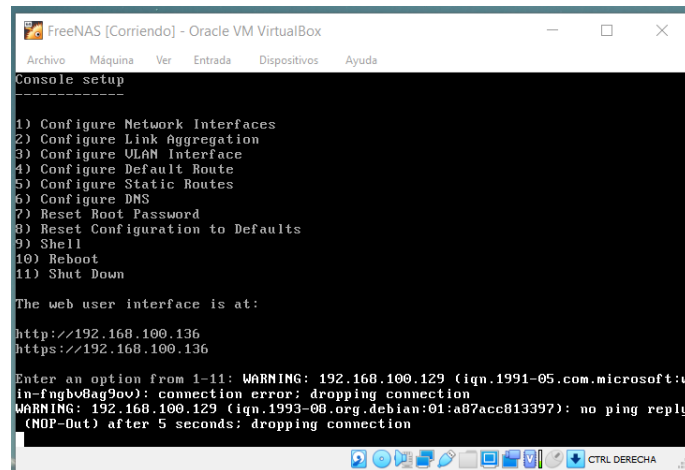 FreeNAS [Corriendo] - Oracle VM VirtualBox
Archivo Máquina Ver Entrada Dispositivos Ayuda
Console setup
-------------
1) Configure Network Interfaces
2) Configure Link Aggregation
3) Configure VLAN Interface
4) Configure Default Route
5) Configure Static Routes
6) Configure DNS
7) Reset Root Password
8) Reset Configuration to Defaults
9) Shell
10) Reboot
11) Shut Down
The web user interface is at:
http://192.168.100.136
https://192.168.100.136
Enter an option from 1-11: WARNING: 192.168.100.129 (iqn.1991-05.com.microsoft:w
in-fngbv8ag9ov): connection error; dropping connection
WARNING: 192.168.100.129 (iqn.1993-08.org.debian:01:a87acc813397): no ping reply
(NOP-Out) after 5 seconds; dropping connection
CTRL DERECHA